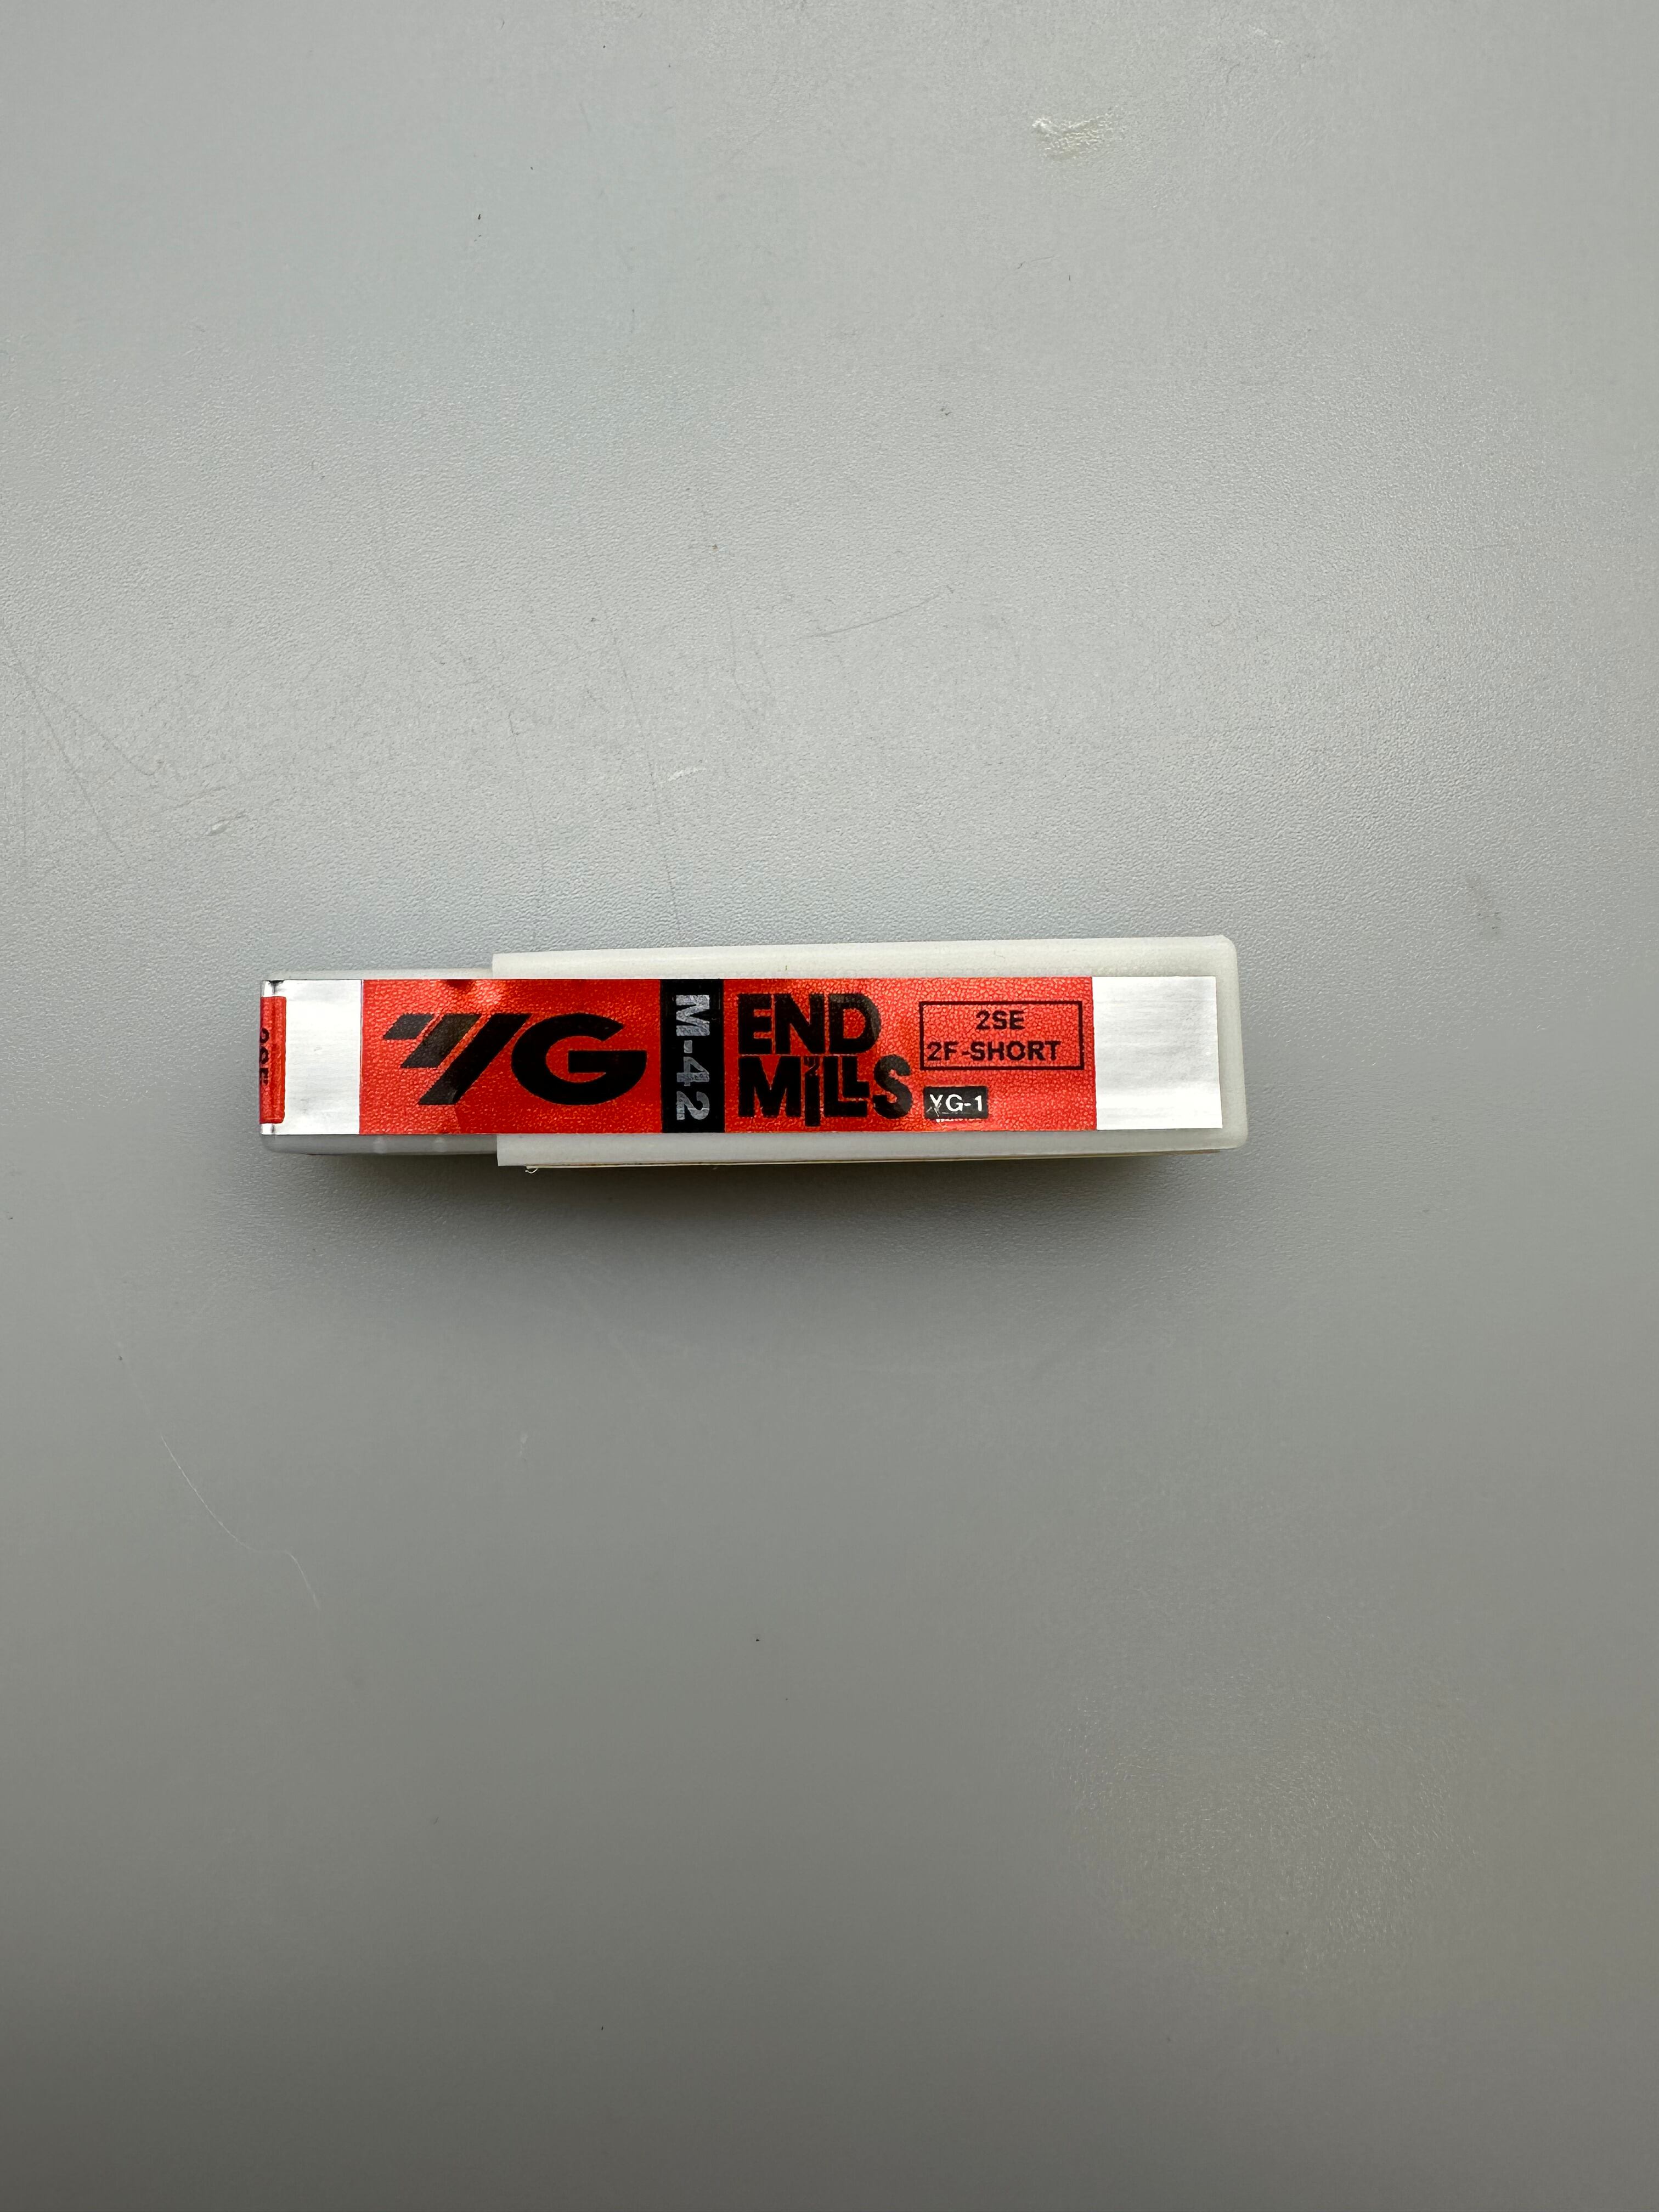 YG
M-42
END
MILLS
2SE
2F-SHORT
YG-1